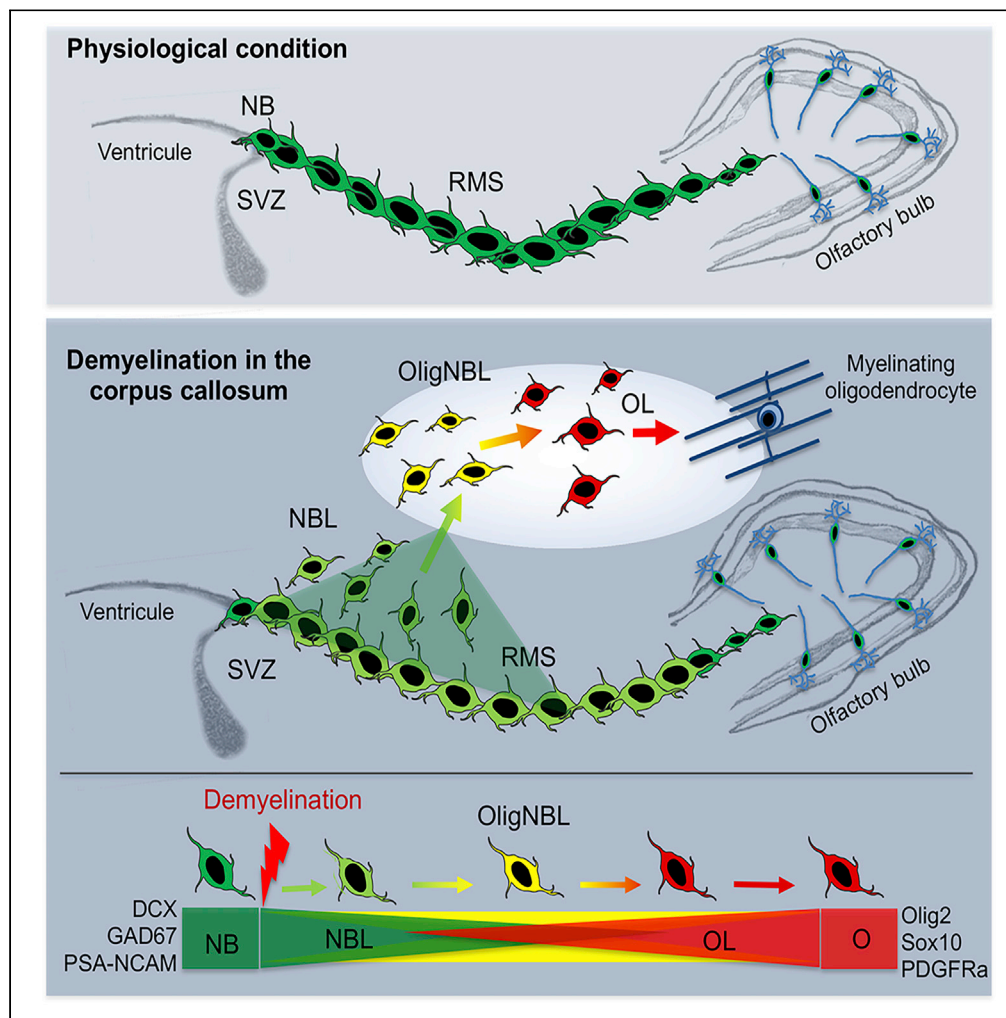 Physiological condition
NB
Ventricule
SVZ
RMS
Olfactory bulb
Demyelination in the
corpus callosum
OligNBL
OL
Myelinating
oligodendrocyte
NBL
Ventricule
SVZ
RMS
Olfactory bulb
Demyelination
OligNBL
DCX
GAD67
PSA-NCAM
NB
NBL
OL
O
Olig2
Sox10
PDGFRa